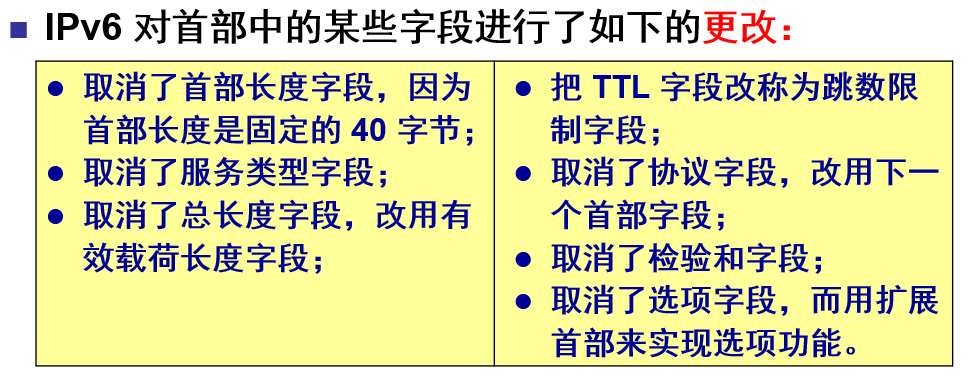 IPv6 对首部中的某些字段进行了如下的更改：
取消了首部长度字段，因为
首部长度是固定的 40 字节；
取消了服务类型字段；
取消了总长度字段，改用有
效载荷长度字段；
把 TTL 字段改称为跳数限
制字段；
取消了协议字段，改用下一
个首部字段；
取消了检验和字段；
取消了选项字段，而用扩展
首部来实现选项功能。